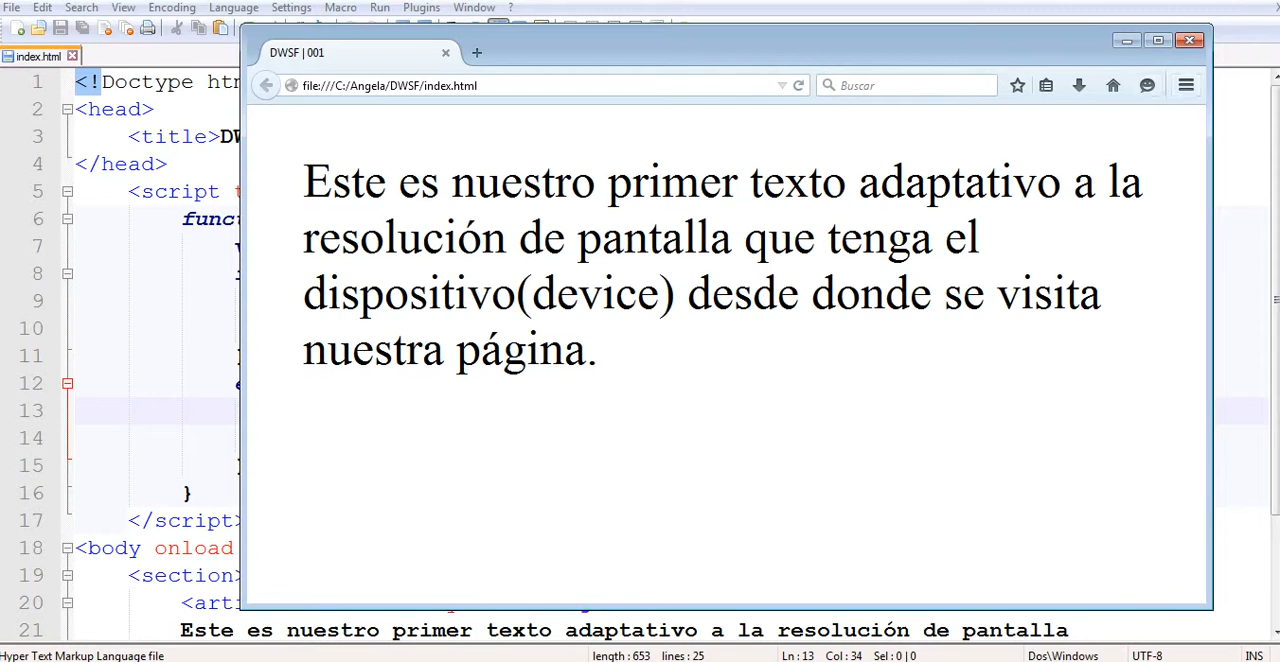 File Edit Search View Encoding Language Settings Macro Run Plugins Window ?
index.html
DWSF | 001
file:///C:/Angela/DWSF/index.html
Buscar
Este es nuestro primer texto adaptativo a la
resolución de pantalla que tenga el
dispositivo(device) desde donde se visita
nuestra página.
1 <!Doctype
2 <head>
3 <title>
4 </head>
5 <script
6
7
8
9
10
11
12
13
14
15
16 }
17 </script>
18 <body onload
19 <section>
20
21 Este es nuestro primer texto adaptativo a la resolución de pantalla
Hyper Text Markup Language file length : 653 lines : 25 Ln : 13 Col : 34 Sel : 0 | 0 Dos\Windows UTF-8 INS